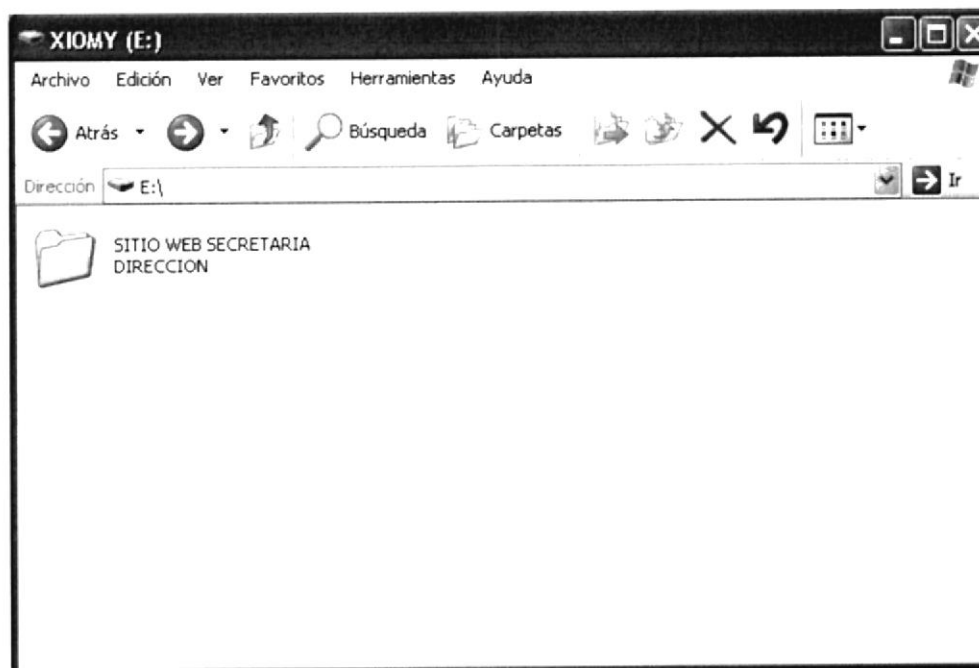 XIOMY (E:)
Archivo Edición Ver Favoritos Herramientas Ayuda
Atrás Búsqueda Carpetas
Dirección E:\ Ir
SITIO WEB SECRETARIA
DIRECCION